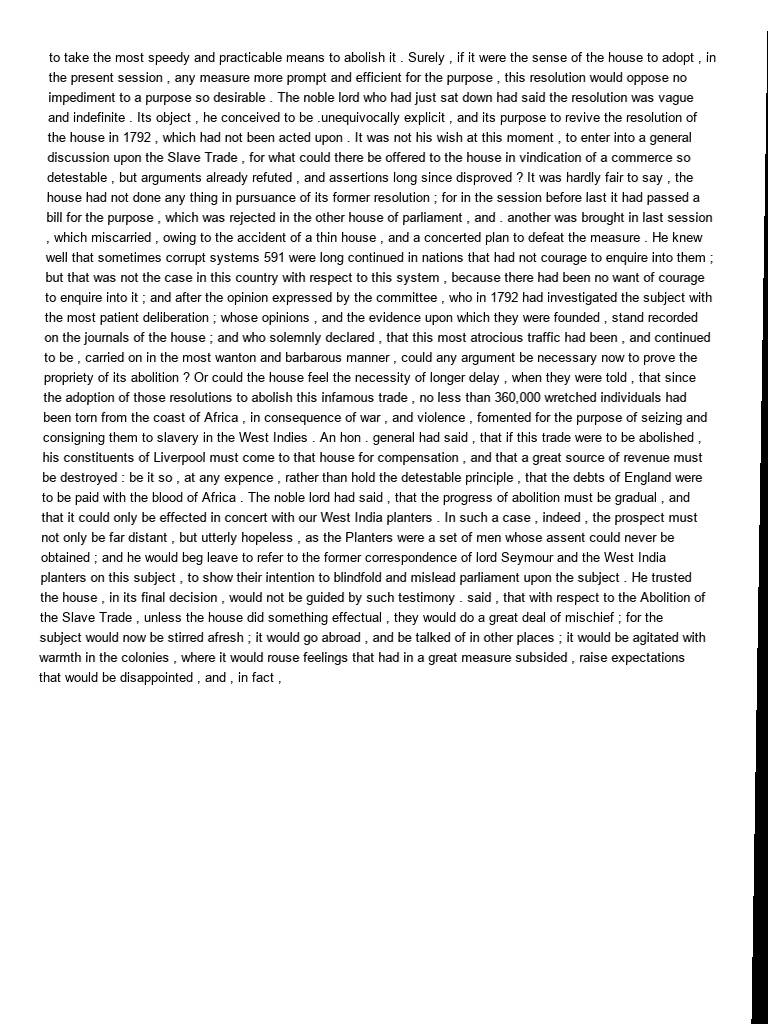 to take the most speedy and practicable means to abolish it . Surely , if it were the sense of the house to adopt , in
the present session , any measure more prompt and efficient for the purpose , this resolution would oppose no
impediment to a purpose so desirable . The noble lord who had just sat down had said the resolution was vague
and indefinite . Its object , he conceived to be .unequivocally explicit , and its purpose to revive the resolution of
the house in 1792 , which had not been acted upon . It was not his wish at this moment , to enter into a general
discussion upon the Slave Trade , for what could there be offered to the house in vindication of a commerce so
detestable , but arguments already refuted , and assertions long since disproved ? It was hardly fair to say , the
house had not done any thing in pursuance of its former resolution ; for in the session before last it had passed a
bill for the purpose , which was rejected in the other house of parliament , and . another was brought in last session
, which miscarried , owing to the accident of a thin house , and a concerted plan to defeat the measure . He knew
well that sometimes corrupt systems 591 were long continued in nations that had not courage to enquire into them ;
but that was not the case in this country with respect to this system , because there had been no want of courage
to enquire into it ; and after the opinion expressed by the committee , who in 1792 had investigated the subject with
the most patient deliberation ; whose opinions , and the evidence upon which they were founded , stand recorded
on the journals of the house ; and who solemnly declared , that this most atrocious traffic had been , and continued
to be , carried on in the most wanton and barbarous manner , could any argument be necessary now to prove the
propriety of its abolition ? Or could the house feel the necessity of longer delay , when they were told , that since
the adoption of those resolutions to abolish this infamous trade , no less than 360,000 wretched individuals had
been torn from the coast of Africa , in consequence of war , and violence , fomented for the purpose of seizing and
consigning them to slavery in the West Indies . An hon . general had said , that if this trade were to be abolished ,
his constituents of Liverpool must come to that house for compensation , and that a great source of revenue must
be destroyed : be it so , at any expence , rather than hold the detestable principle , that the debts of England were
to be paid with the blood of Africa . The noble lord had said , that the progress of abolition must be gradual , and
that it could only be effected in concert with our West India planters . In such a case , indeed , the prospect must
not only be far distant , but utterly hopeless , as the Planters were a set of men whose assent could never be
obtained ; and he would beg leave to refer to the former correspondence of lord Seymour and the West India
planters on this subject , to show their intention to blindfold and mislead parliament upon the subject . He trusted
the house , in its final decision , would not be guided by such testimony . said , that with respect to the Abolition of
the Slave Trade , unless the house did something effectual , they would do a great deal of mischief ; for the
subject would now be stirred afresh ; it would go abroad , and be talked of in other places ; it would be agitated with
warmth in the colonies , where it would rouse feelings that had in a great measure subsided , raise expectations
that would be disappointed , and , in fact ,